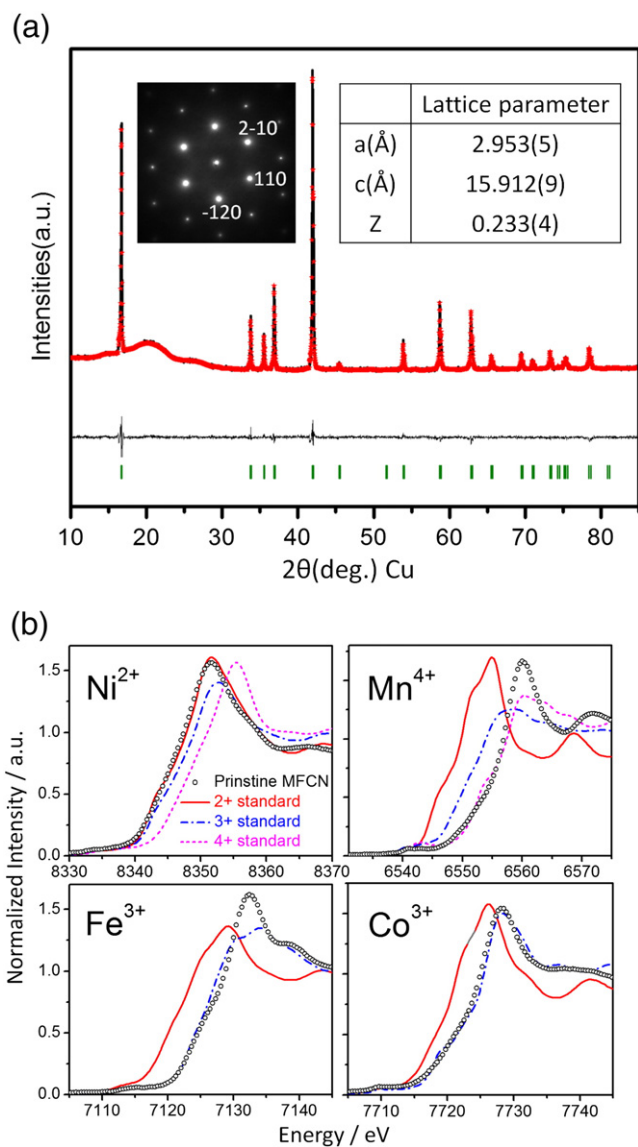 (a)
2-10
110
-120
Lattice parameter
a(Å) 2.953(5)
c(Å) 15.912(9)
Z 0.233(4)
Intensities(a.u.)
10 20 30 40 50 60 70 80
2θ(deg.) Cu
(b)
Ni2+
Prinstine MFCN
2+ standard
3+ standard
4+ standard
1.5
1.0
0.5
0.0
8330 8340 8350 8360 8370
Mn4+
6540 6550 6560 6575
Normalized Intensity / a.u.
Fe3+
1.5
1.0
0.5
0.0
7110 7120 7130 7145
Co3+
7710 7720 7730 7745
Energy / eV